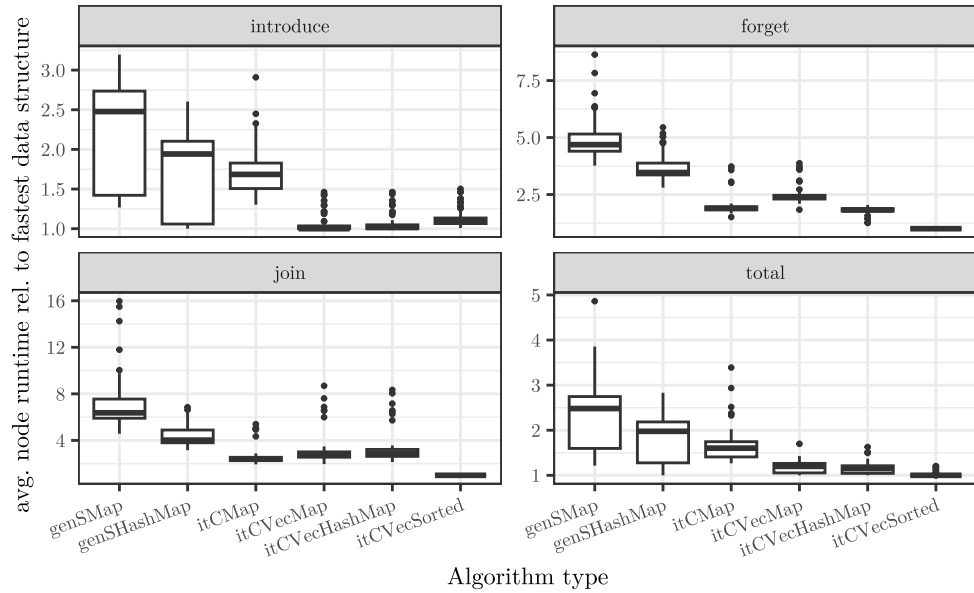 introduce
forget
3.0
2.5
2.0
1.5
1.0
7.5
5.0
2.5
join
total
16
12
8
4
5
4
3
2
1
avg. node runtime rel. to fastest data structure
genSMap
genSHashMap
itCMap
itCVecMap
itCVecHashMap
itCVecSorted
genSMap
genSHashMap
itCMap
itCVecMap
itCVecHashMap
itCVecSorted
Algorithm type